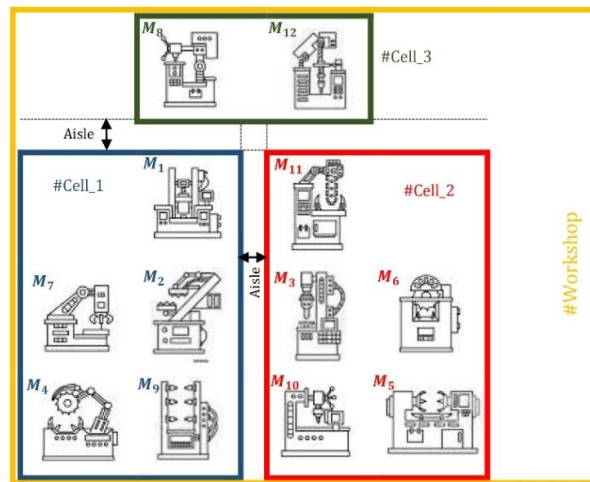 M8
M12
#Cell_3
Aisle
#Cell_1
M1
M11
#Cell_2
Aisle
M7
M2
M3
M6
M4
M9
M10
M5
#Workshop